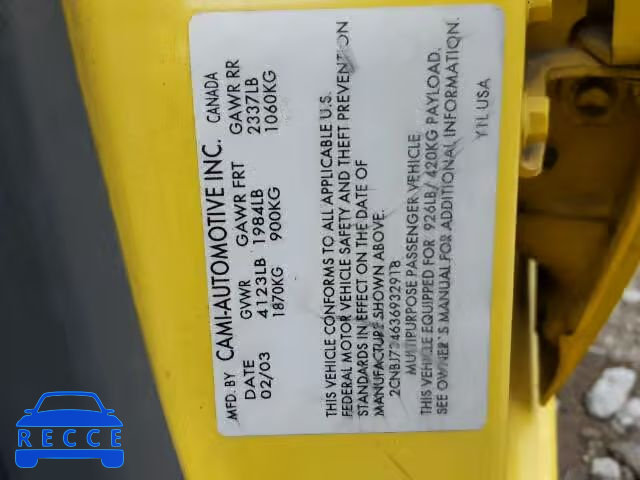 MFD. BY CAMI-AUTOMOTIVE INC. CANADA
DATE GVWR GAWR FRT GAWR RR
02/03 4123LB 1984LB 2337LB
1870KG 900KG 1060KG
THIS VEHICLE CONFORMS TO ALL APPLICABLE U.S.
FEDERAL MOTOR VEHICLE SAFETY AND THEFT PREVENTION
STANDARDS IN EFFECT ON THE DATE OF
MANUFACTURE SHOWN ABOVE.
MULTIPURPOSE PASSENGER VEHICLE
THIS VEHICLE EQUIPPED FOR 926LB/ 420KG PAYLOAD.
SEE OWNER'S MANUAL FOR ADDITIONAL INFORMATION.
Y1L USA
RECCE